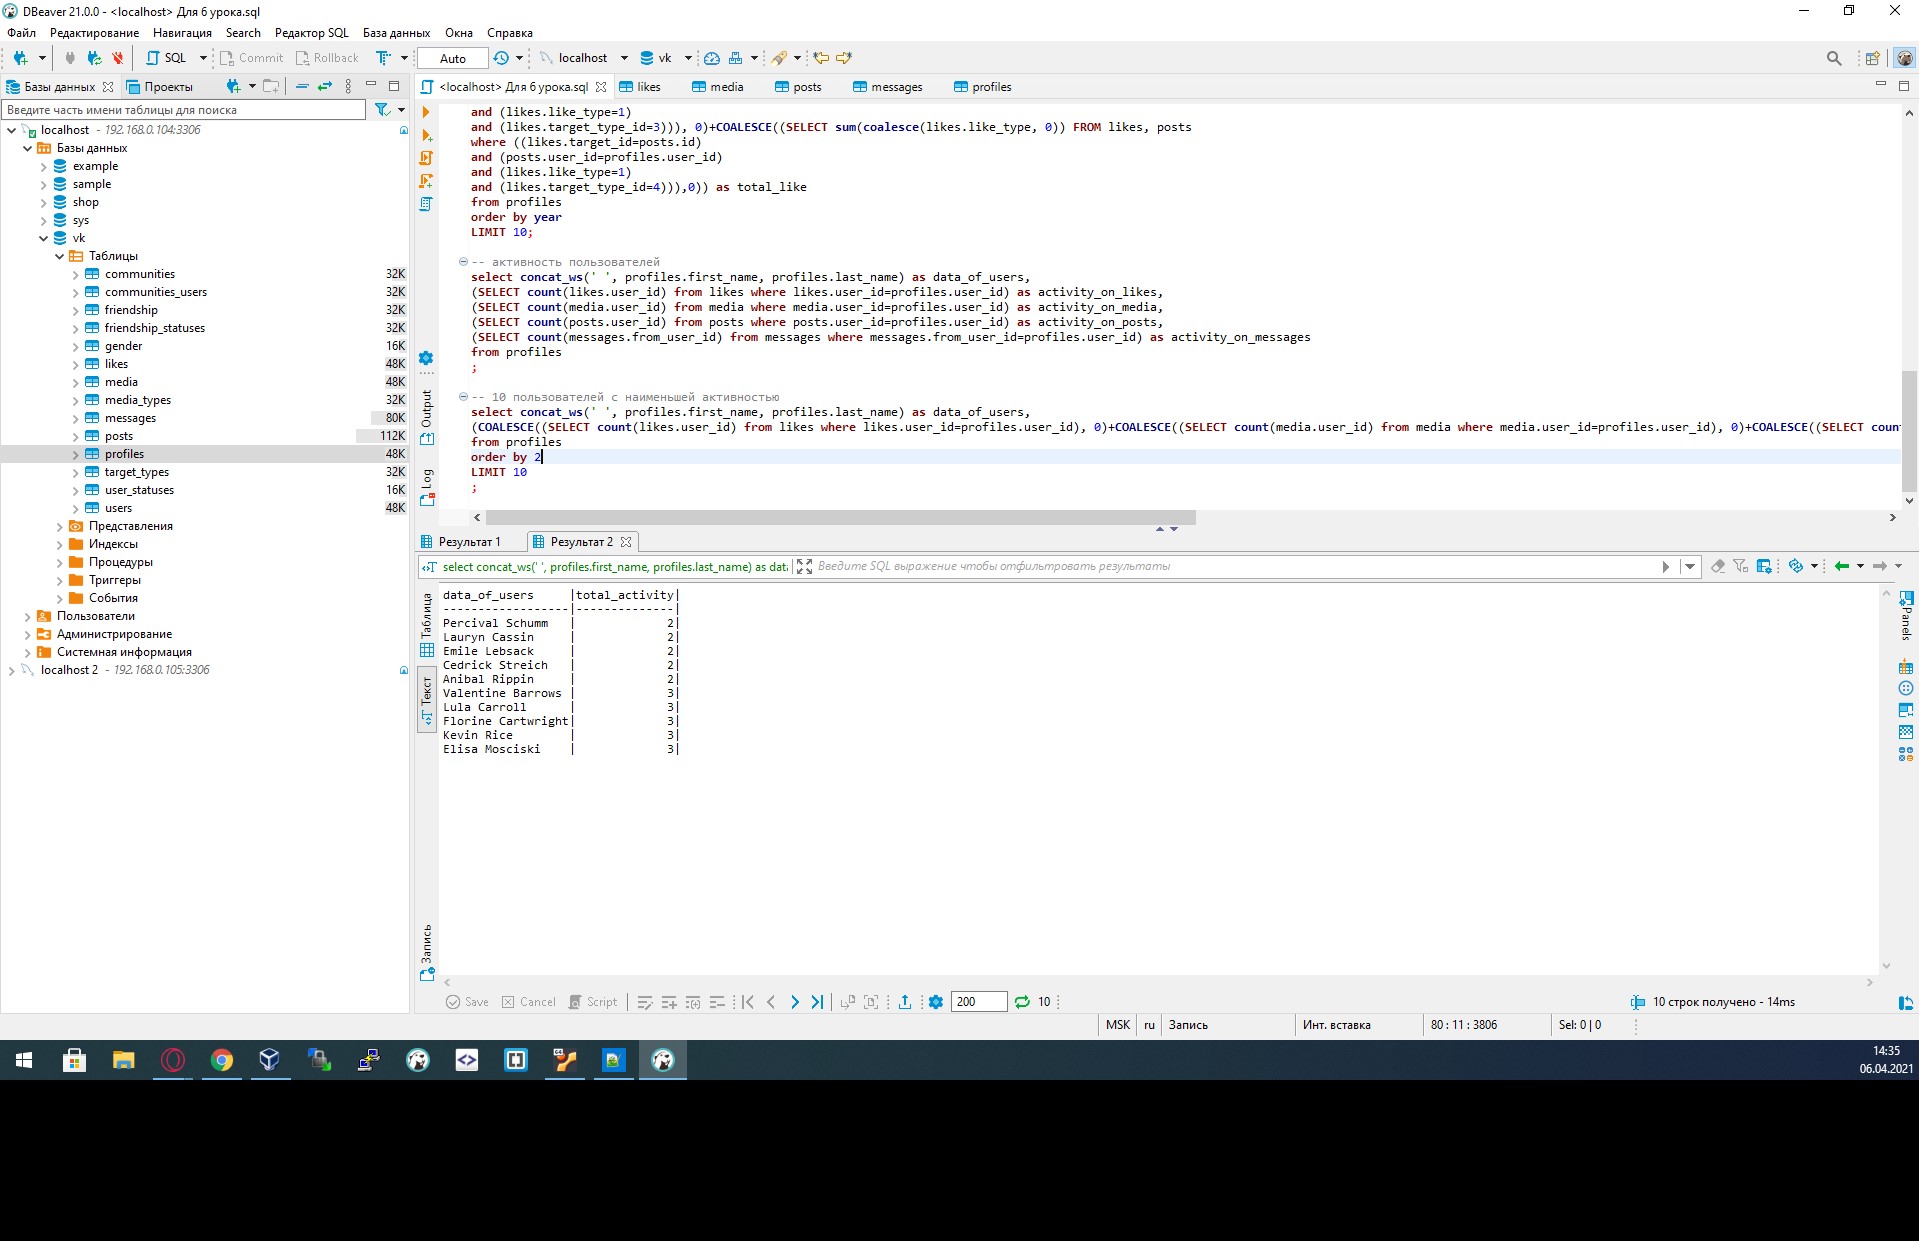 DBeaver 21.0.0 - <localhost> Для 6 урока.sql
Файл Редактирование Навигация Search Редактор SQL База данных Окна Справка
SQL Commit Rollback Auto localhost vk
Базы данных Проекты
<localhost> Для 6 урока.sql likes media posts messages profiles
Введите часть имени таблицы для поиска
localhost - 192.168.0.104:3306
Базы данных
example
sample
shop
sys
vk
Таблицы
communities 32K
communities_users 32K
friendship 32K
friendship_statuses 32K
gender 16K
likes 48K
media 48K
media_types 32K
messages 80K
posts 112K
profiles 48K
target_types 32K
user_statuses 16K
users 48K
Представления
Индексы
Процедуры
Триггеры
События
Пользователи
Администрирование
Системная информация
localhost 2 - 192.168.0.105:3306
and (likes.like_type=1)
and (likes.target_type_id=3))), 0)+COALESCE((SELECT sum(coalesce(likes.like_type, 0)) FROM likes, posts
where ((likes.target_id=posts.id)
and (posts.user_id=profiles.user_id)
and (likes.like_type=1)
and (likes.target_type_id=4))),0)) as total_like
from profiles
order by year
LIMIT 10;
-- активность пользователей
select concat_ws(' ', profiles.first_name, profiles.last_name) as data_of_users,
(SELECT count(likes.user_id) from likes where likes.user_id=profiles.user_id) as activity_on_likes,
(SELECT count(media.user_id) from media where media.user_id=profiles.user_id) as activity_on_media,
(SELECT count(posts.user_id) from posts where posts.user_id=profiles.user_id) as activity_on_posts,
(SELECT count(messages.from_user_id) from messages where messages.from_user_id=profiles.user_id) as activity_on_messages
from profiles
;
-- 10 пользователей с наименьшей активностью
select concat_ws(' ', profiles.first_name, profiles.last_name) as data_of_users,
(COALESCE((SELECT count(likes.user_id) from likes where likes.user_id=profiles.user_id), 0)+COALESCE((SELECT count(media.user_id) from media where media.user_id=profiles.user_id), 0)+COALESCE((SELECT coun
from profiles
order by 2
LIMIT 10
;
Output
Log
Результат 1 Результат 2
select concat_ws(' ', profiles.first_name, profiles.last_name) as data Введите SQL выражение чтобы отфильтровать результаты
Таблица
Текст
Запись
Panels
data_of_users |total_activity|
------------------|--------------|
Percival Schumm | 2|
Lauryn Cassin | 2|
Emile Lebsack | 2|
Cedrick Streich | 2|
Anibal Rippin | 2|
Valentine Barrows | 3|
Lula Carroll | 3|
Florine Cartwright| 3|
Kevin Rice | 3|
Elisa Mosciski | 3|
Save Cancel Script 200 10 10 строк получено - 14ms
MSK ru Запись Инт. вставка 80 : 11 : 3806 Sel: 0 | 0
14:35
06.04.2021